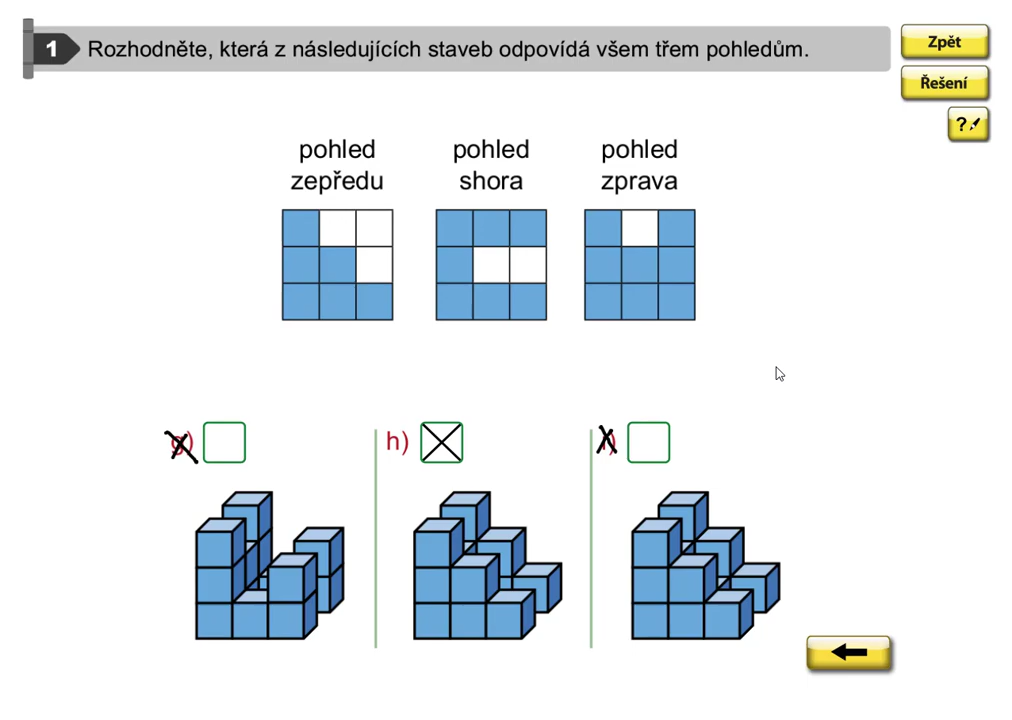 1 Rozhodněte, která z následujících staveb odpovídá všem třem pohledům.
Zpět
Řešení
?
pohled
zepředu
pohled
shora
pohled
zprava
g)
h)